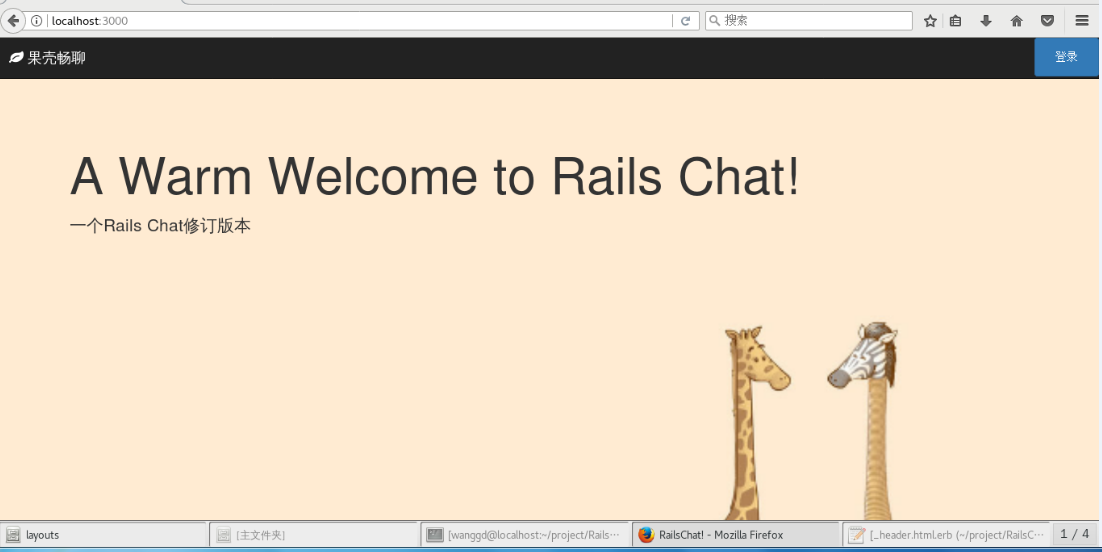 localhost:3000
搜索
果壳畅聊
登录
A Warm Welcome to Rails Chat!
一个Rails Chat修订版本
layouts
[主文件夹]
[wanggd@localhost:~/project/Rails…
RailsChat! - Mozilla Firefox
[_header.html.erb (~/project/RailsC…
1 / 4